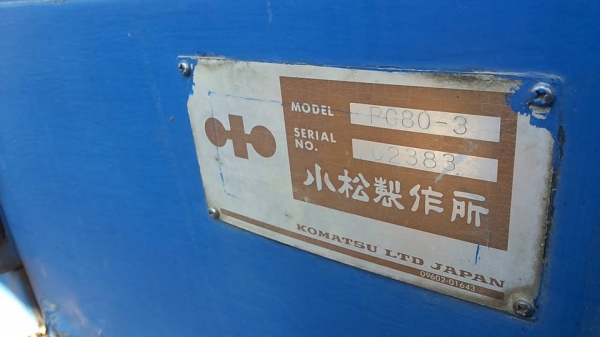 MODEL PC80-3
SERIAL NO. 02383
小松製作所
KOMATSU LTD JAPAN
09602-01643